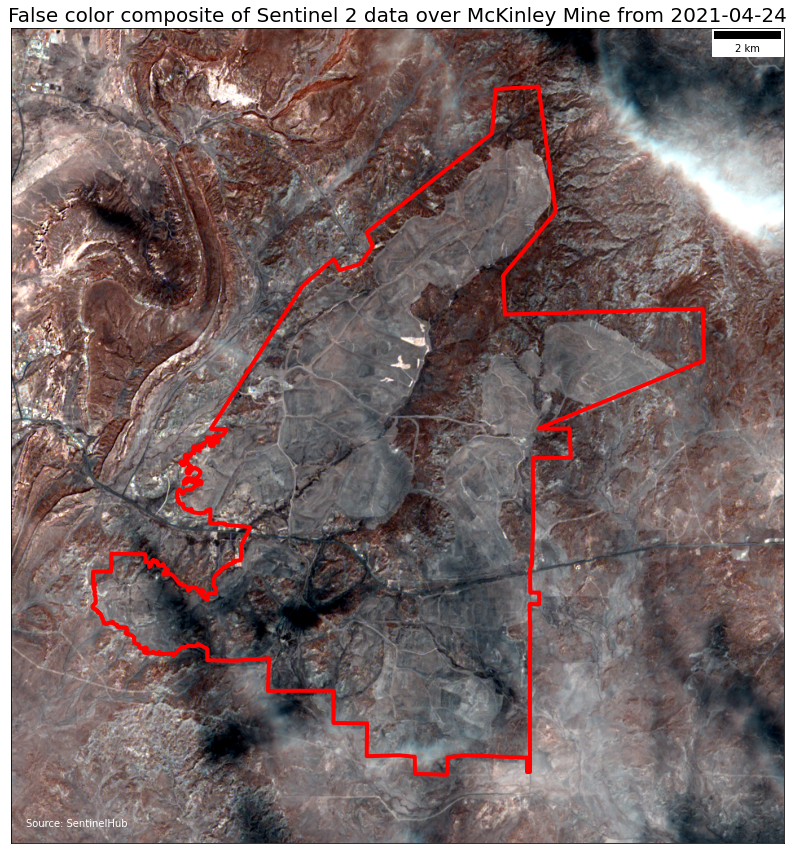 False color composite of Sentinel 2 data over McKinley Mine from 2021-04-24
2 km
Source: SentinelHub